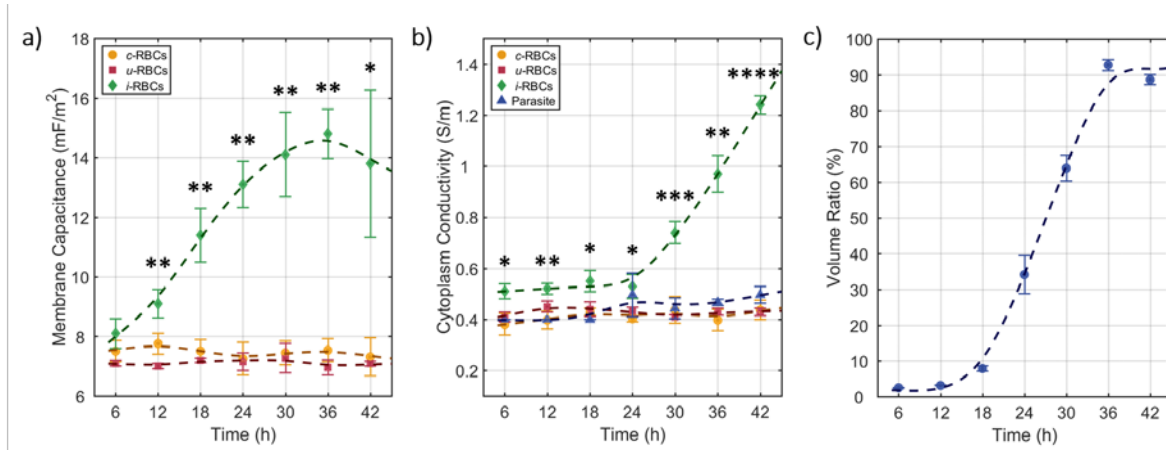 a)
Membrane Capacitance (mF/m²)
18
16
14
12
10
8
6
c-RBCs
u-RBCs
i-RBCs
**
**
**
**
**
*
6 12 18 24 30 36 42
Time (h)
b)
Cytoplasm Conductivity (S/m)
1.4
1.2
1
0.8
0.6
0.4
0.2
c-RBCs
u-RBCs
i-RBCs
Parasite
*
**
*
*
***
**
****
6 12 18 24 30 36 42
Time (h)
c)
Volume Ratio (%)
100
90
80
70
60
50
40
30
20
10
0
6 12 18 24 30 36 42
Time (h)